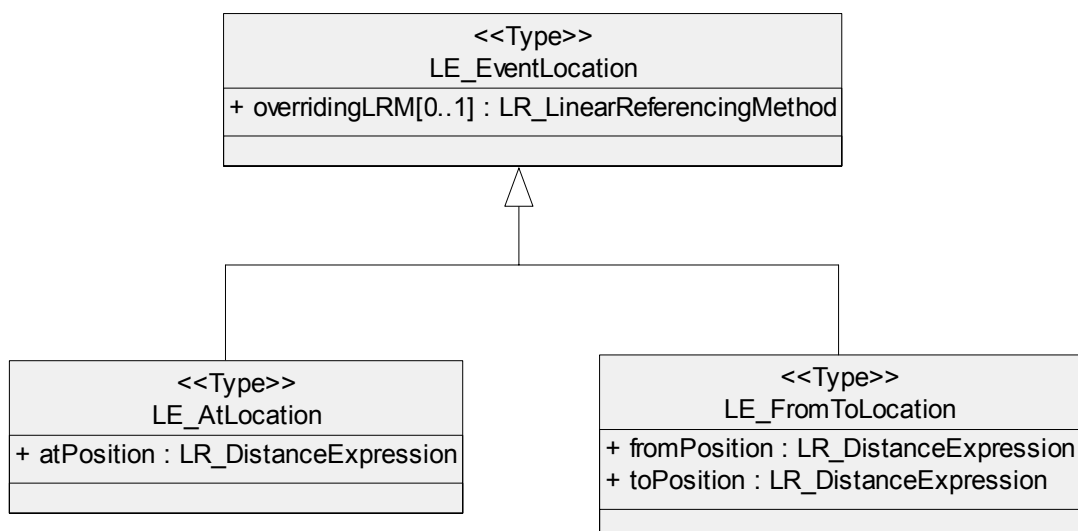 <<Type>>
LE_EventLocation
+ overridingLRM[0..1] : LR_LinearReferencingMethod
<<Type>>
LE_AtLocation
+ atPosition : LR_DistanceExpression
<<Type>>
LE_FromToLocation
+ fromPosition : LR_DistanceExpression
+ toPosition : LR_DistanceExpression